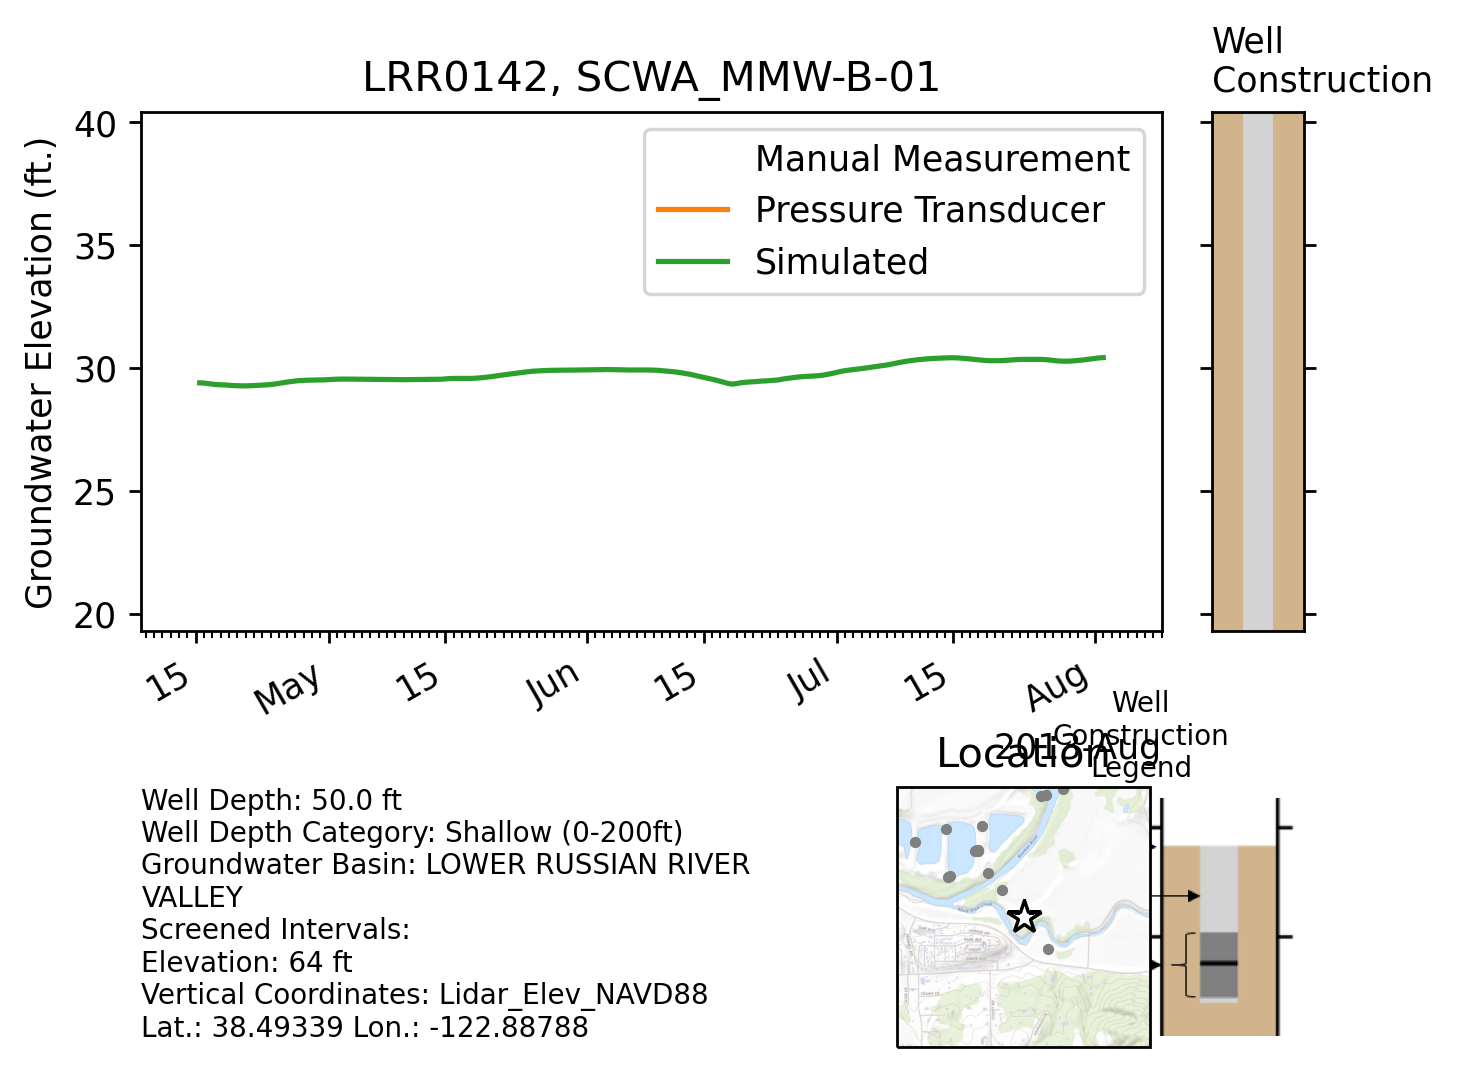 Well
Construction
LRR0142, SCWA_MMW-B-01
Groundwater Elevation (ft.)
40
35
30
25
20
Manual Measurement
Pressure Transducer
Simulated
15
May
15
Jun
15
Jul
15
Aug
2013-Aug
Location
Well
Construction
Legend
Well Depth: 50.0 ft
Well Depth Category: Shallow (0-200ft)
Groundwater Basin: LOWER RUSSIAN RIVER
VALLEY
Screened Intervals:
Elevation: 64 ft
Vertical Coordinates: Lidar_Elev_NAVD88
Lat.: 38.49339 Lon.: -122.88788